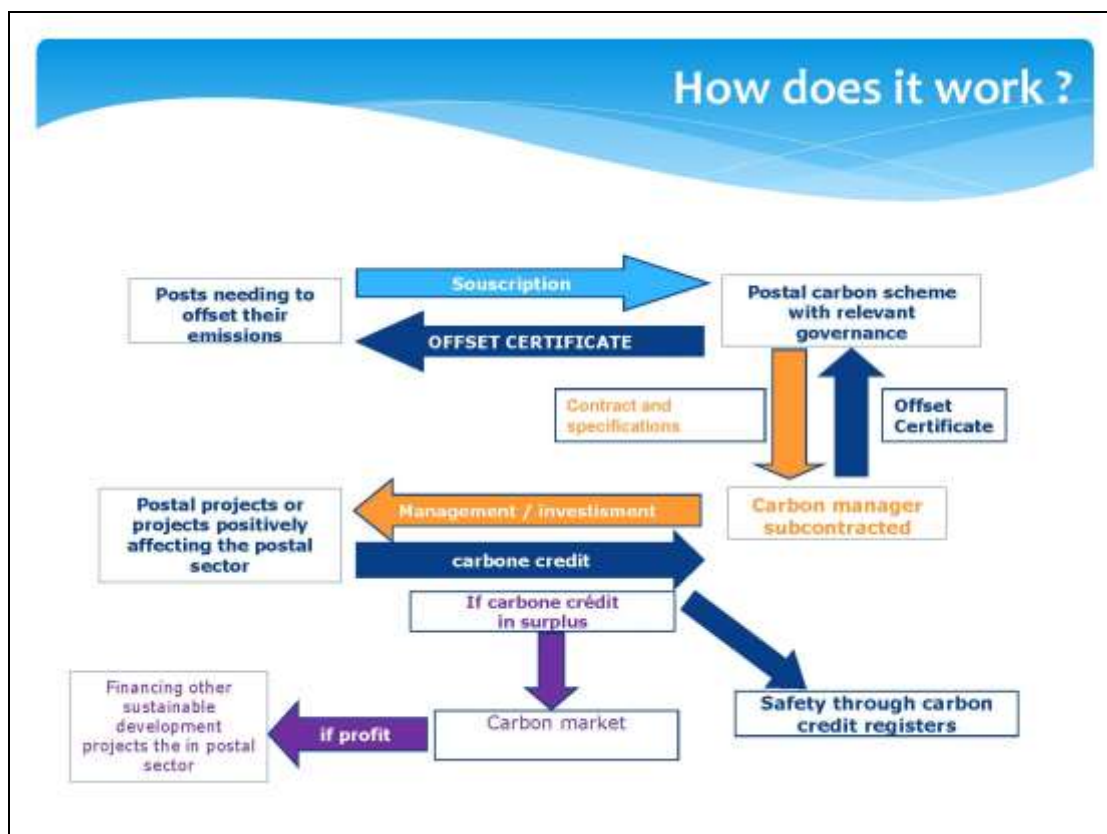 How does it work ?
Souscription
Posts needing to
offset their
emissions
Postal carbon scheme
with relevant
governance
OFFSET CERTIFICATE
Contract and
specifications
Offset
Certificate
Postal projects or
projects positively
affecting the postal
sector
Management / investisment
Carbon manager
subcontracted
carbone credit
If carbone crédit
in surplus
Financing other
sustainable
development
projects the in postal
sector
if profit
Carbon market
Safety through carbon
credit registers